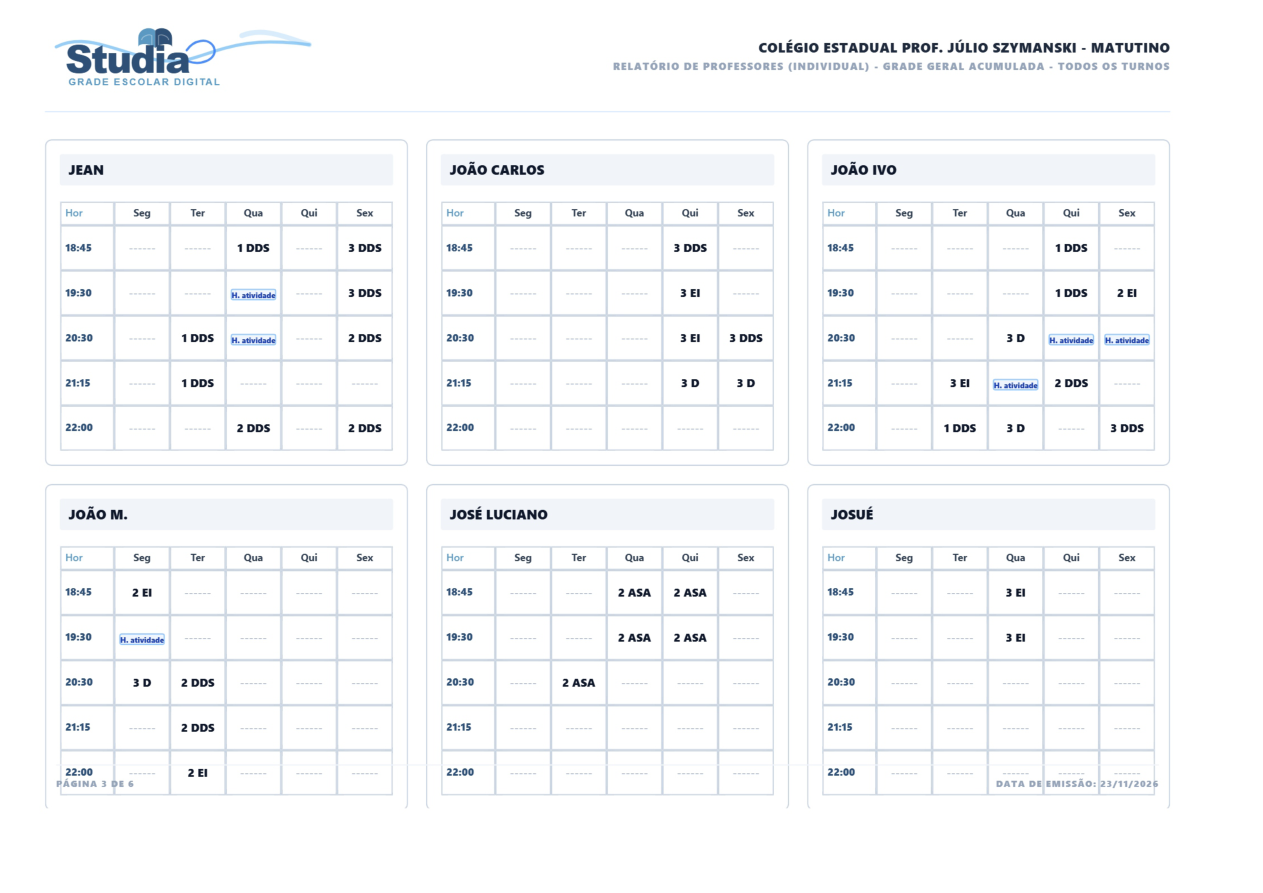 Studia
GRADE ESCOLAR DIGITAL
COLÉGIO ESTADUAL PROF. JÚLIO SZYMANSKI - MATUTINO
RELATÓRIO DE PROFESSORES (INDIVIDUAL) - GRADE GERAL ACUMULADA - TODOS OS TURNOS
JEAN
Hor Seg Ter Qua Qui Sex
18:45 ------ ------ 1 DDS ------ 3 DDS
19:30 ------ ------ H. atividade ------ 3 DDS
20:30 ------ 1 DDS H. atividade ------ 2 DDS
21:15 ------ 1 DDS ------ ------ ------
22:00 ------ ------ 2 DDS ------ 2 DDS
JOÃO CARLOS
Hor Seg Ter Qua Qui Sex
18:45 ------ ------ ------ 3 DDS ------
19:30 ------ ------ ------ 3 EI ------
20:30 ------ ------ ------ 3 EI 3 DDS
21:15 ------ ------ ------ 3 D 3 D
22:00 ------ ------ ------ ------ ------
JOÃO IVO
Hor Seg Ter Qua Qui Sex
18:45 ------ ------ ------ 1 DDS ------
19:30 ------ ------ ------ 1 DDS 2 EI
20:30 ------ ------ 3 D H. atividade H. atividade
21:15 ------ 3 EI H. atividade 2 DDS ------
22:00 ------ 1 DDS 3 D ------ 3 DDS
JOÃO M.
Hor Seg Ter Qua Qui Sex
18:45 2 EI ------ ------ ------ ------
19:30 H. atividade ------ ------ ------ ------
20:30 3 D 2 DDS ------ ------ ------
21:15 ------ 2 DDS ------ ------ ------
22:00 ------ 2 EI ------ ------ ------
JOSÉ LUCIANO
Hor Seg Ter Qua Qui Sex
18:45 ------ ------ 2 ASA 2 ASA ------
19:30 ------ ------ 2 ASA 2 ASA ------
20:30 ------ 2 ASA ------ ------ ------
21:15 ------ ------ ------ ------ ------
22:00 ------ ------ ------ ------ ------
JOSUÉ
Hor Seg Ter Qua Qui Sex
18:45 ------ ------ 3 EI ------ ------
19:30 ------ ------ 3 EI ------ ------
20:30 ------ ------ ------ ------ ------
21:15 ------ ------ ------ ------ ------
22:00 ------ ------ ------ ------ ------
PÁGINA 3 DE 6
DATA DE EMISSÃO: 23/11/2026